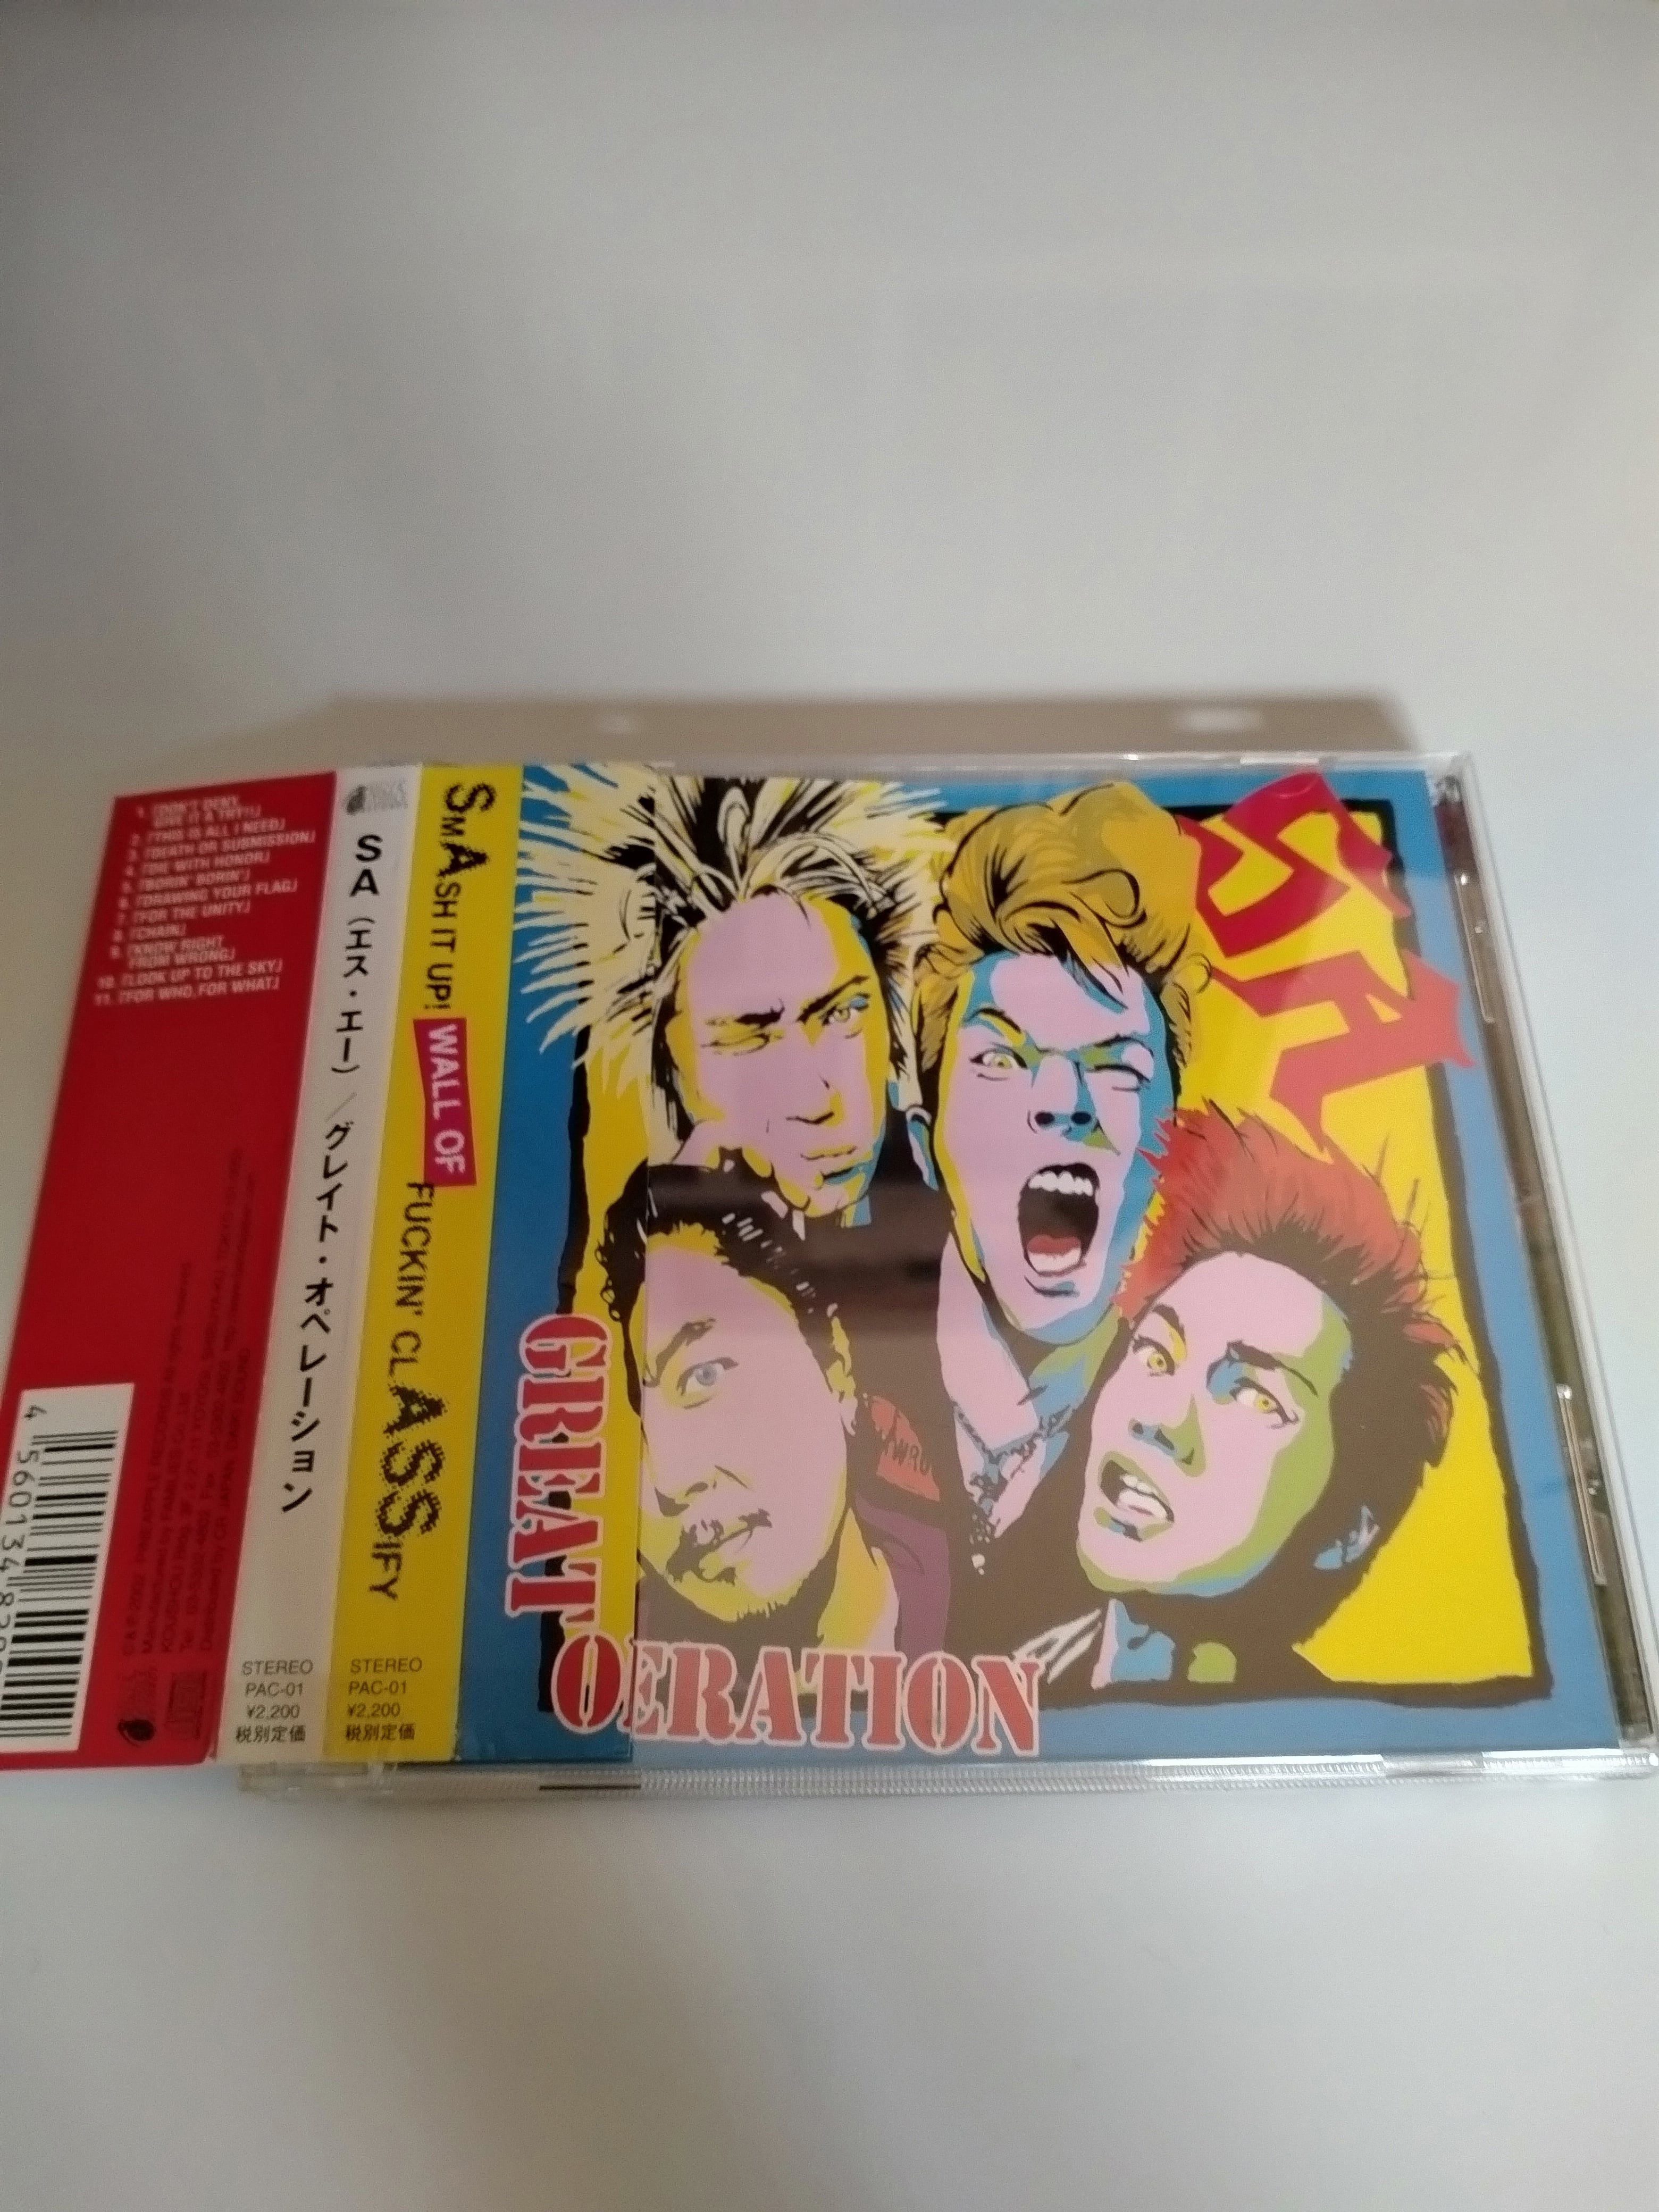 1.「DON'T DENY,
GIVE IT A TRY!!」
2.「THIS IS ALL I NEED」
3.「DEATH OR SUBMISSION」
4.「DIE WITH HONOR」
5.「BORIN' BORIN'」
6.「DRAWING YOUR FLAG」
7.「FOR THE UNITY」
8.「CHAIN」
9.「KNOW RIGHT
FROM WRONG」
10.「LOOK UP TO THE SKY」
11.「FOR WHO, FOR WHAT」
SA（エス・エー）／グレイト・オペレーション
STEREO
PAC-01
¥2,200
税別定価
SMASH IT UP! WALL OF
FUCKIN' CLASSIFY
STEREO
PAC-01
¥2,200
税別定価
SA
GREAT
OERATION
4 560134 82